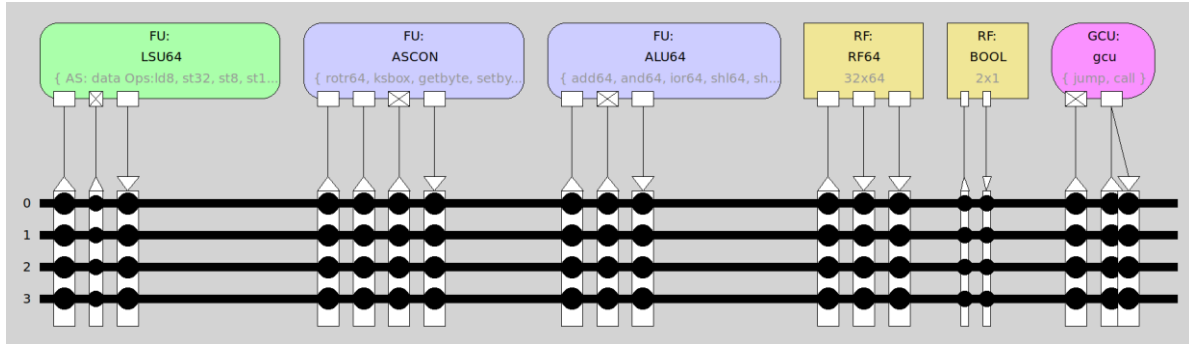 FU:
LSU64
{ AS: data Ops:ld8, st32, st8, st1...
FU:
ASCON
{ rotr64, ksbox, getbyte, setby...
FU:
ALU64
{ add64, and64, ior64, shl64, sh...
RF:
RF64
32x64
RF:
BOOL
2x1
GCU:
gcu
{ jump, call }
0
1
2
3